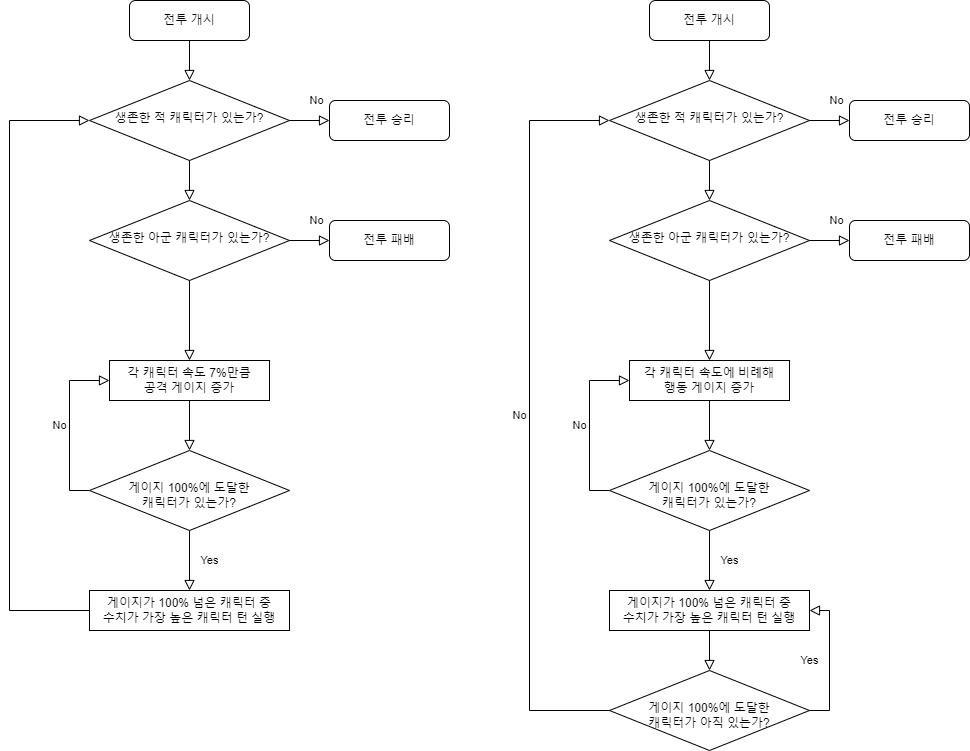 전투 개시
생존한 적 캐릭터가 있는가?
No
전투 승리
생존한 아군 캐릭터가 있는가?
No
전투 패배
각 캐릭터 속도 7%만큼
공격 게이지 증가
No
게이지 100%에 도달한
캐릭터가 있는가?
Yes
게이지가 100% 넘은 캐릭터 중
수치가 가장 높은 캐릭터 턴 실행
전투 개시
생존한 적 캐릭터가 있는가?
No
전투 승리
생존한 아군 캐릭터가 있는가?
No
전투 패배
각 캐릭터 속도에 비례해
행동 게이지 증가
No
No
게이지 100%에 도달한
캐릭터가 있는가?
Yes
게이지가 100% 넘은 캐릭터 중
수치가 가장 높은 캐릭터 턴 실행
Yes
게이지 100%에 도달한
캐릭터가 아직 있는가?